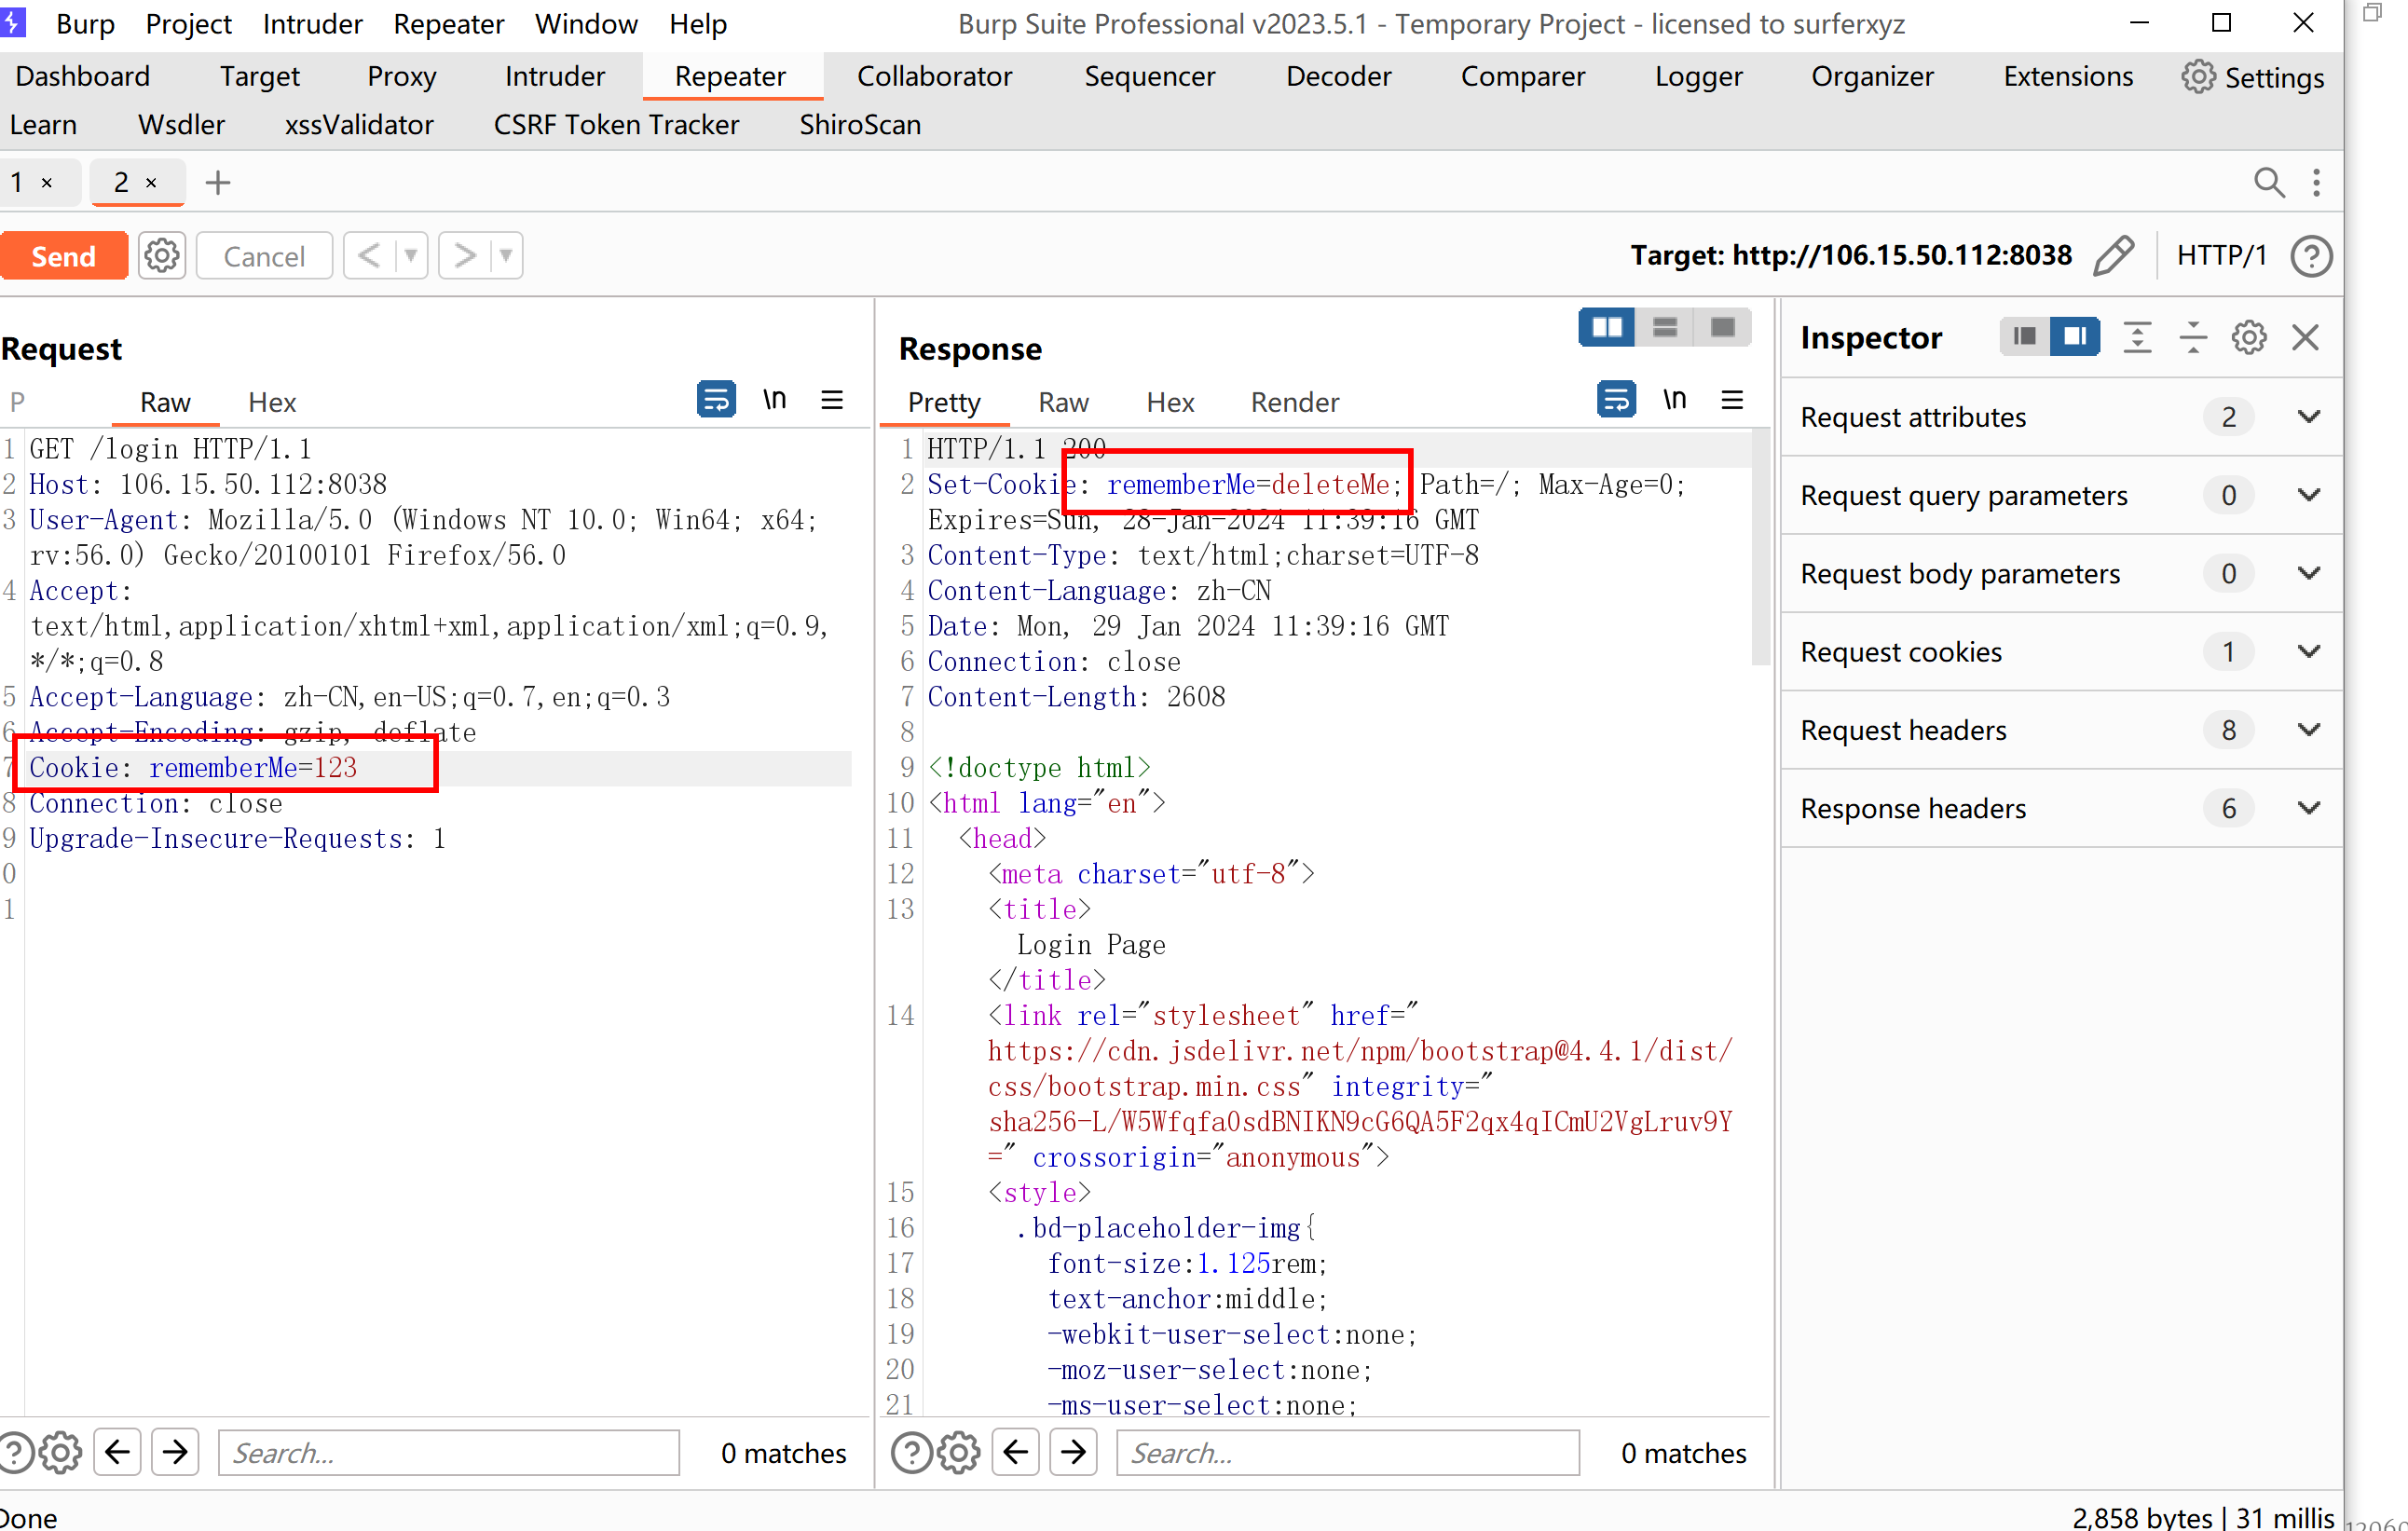 Burp Project Intruder Repeater Window Help Burp Suite Professional v2023.5.1 - Temporary Project - licensed to surferxyz
Dashboard Target Proxy Intruder Repeater Collaborator Sequencer Decoder Comparer Logger Organizer Extensions Settings
Learn Wsdler xssValidator CSRF Token Tracker ShiroScan
1 × 2 × +
Send Cancel < > Target: http://106.15.50.112:8038 HTTP/1 ?
Request
P Raw Hex \n
1 GET /login HTTP/1.1
2 Host: 106.15.50.112:8038
3 User-Agent: Mozilla/5.0 (Windows NT 10.0; Win64; x64;
rv:56.0) Gecko/20100101 Firefox/56.0
4 Accept:
text/html,application/xhtml+xml,application/xml;q=0.9,
*/*;q=0.8
5 Accept-Language: zh-CN,en-US;q=0.7,en;q=0.3
6 Accept-Encoding: gzip, deflate
7 Cookie: rememberMe=123
8 Connection: close
9 Upgrade-Insecure-Requests: 1
0
1
? Search... 0 matches
Response
Pretty Raw Hex Render \n
1 HTTP/1.1 200
2 Set-Cookie: rememberMe=deleteMe; Path=/; Max-Age=0;
Expires=Sun, 28-Jan-2024 11:39:16 GMT
3 Content-Type: text/html;charset=UTF-8
4 Content-Language: zh-CN
5 Date: Mon, 29 Jan 2024 11:39:16 GMT
6 Connection: close
7 Content-Length: 2608
8
9 <!doctype html>
10 <html lang="en">
11 <head>
12 <meta charset="utf-8">
13 <title>
Login Page
</title>
14 <link rel="stylesheet" href="
https://cdn.jsdelivr.net/npm/bootstrap@4.4.1/dist/
css/bootstrap.min.css" integrity="
sha256-L/W5Wfqfa0sdBNIKN9cG6QA5F2qx4qICmU2VgLruv9Y
=" crossorigin="anonymous">
15 <style>
16 .bd-placeholder-img{
17 font-size:1.125rem;
18 text-anchor:middle;
19 -webkit-user-select:none;
20 -moz-user-select:none;
21 -ms-user-select:none;
? Search... 0 matches
Inspector
Request attributes 2
Request query parameters 0
Request body parameters 0
Request cookies 1
Request headers 8
Response headers 6
Done 2,858 bytes | 31 millis